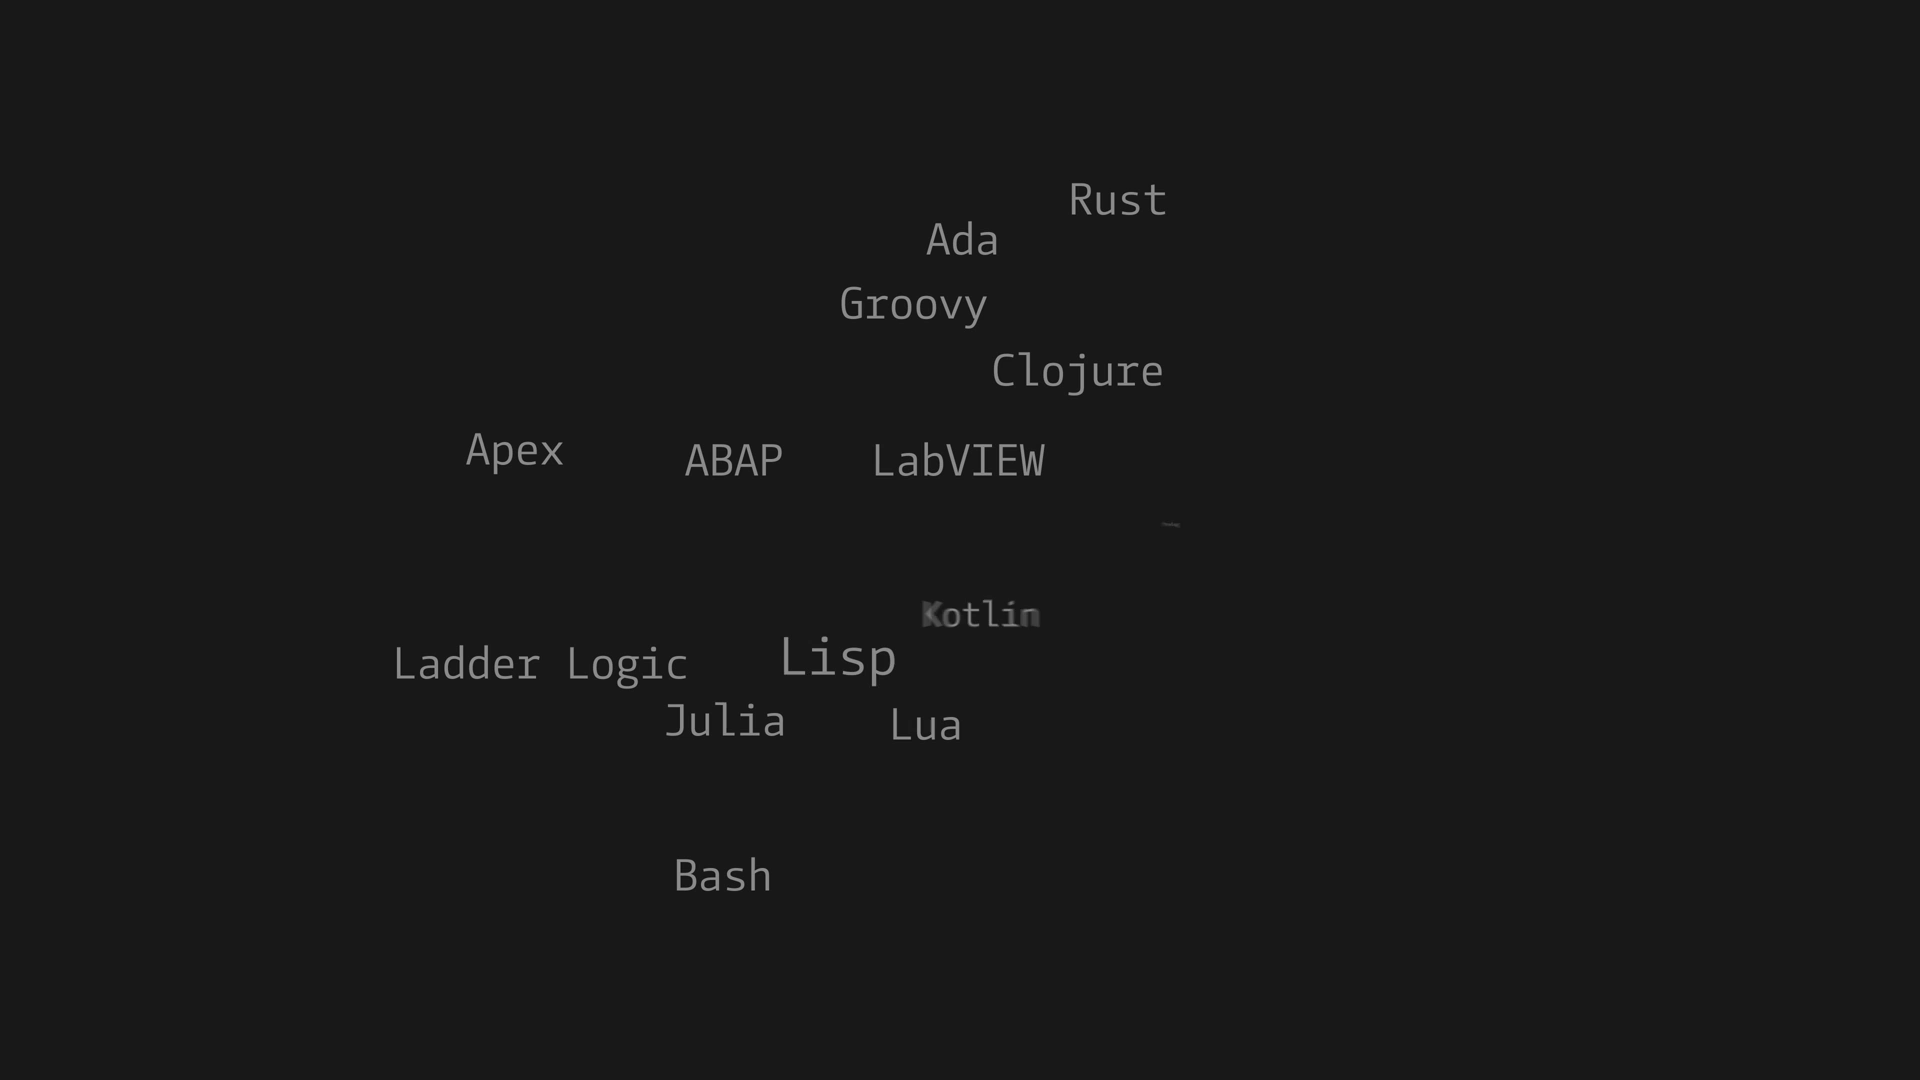 Rust
Ada
Groovy
Clojure
Apex
ABAP
LabVIEW
Kotlin
Lisp
Ladder Logic
Julia
Lua
Bash